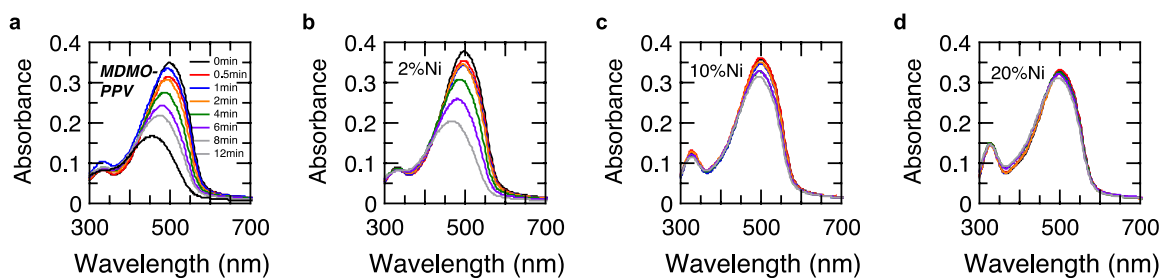 a
Absorbance
0.4
0.3
0.2
0.1
0
300 500 700
Wavelength (nm)
MDMO-
PPV
0min
0.5min
1min
2min
4min
6min
8min
12min
b
Absorbance
0.4
0.3
0.2
0.1
0
300 500 700
Wavelength (nm)
2%Ni
c
Absorbance
0.4
0.3
0.2
0.1
0
300 500 700
Wavelength (nm)
10%Ni
d
Absorbance
0.4
0.3
0.2
0.1
0
300 500 700
Wavelength (nm)
20%Ni